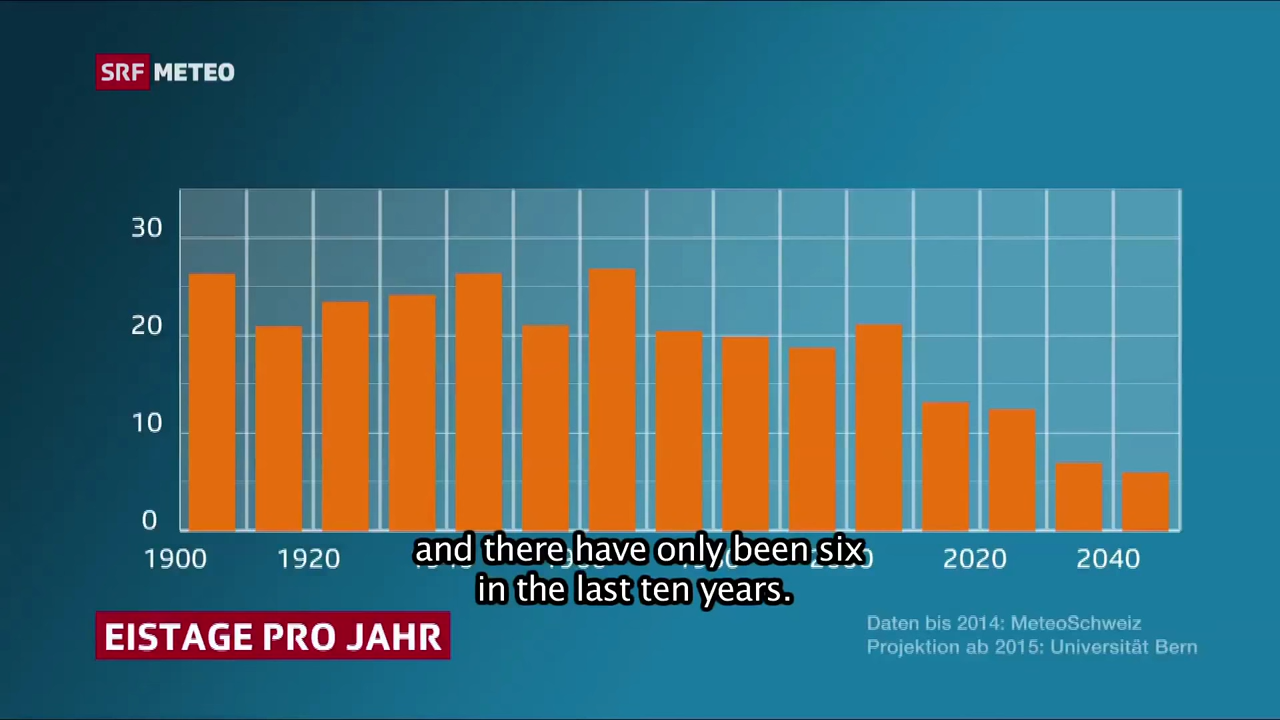 SRF METEO
30
20
10
0
1900 1920 2000 2020 2040
and there have only been six
in the last ten years.
EISTAGE PRO JAHR
Daten bis 2014: MeteoSchweiz
Projektion ab 2015: Universität Bern